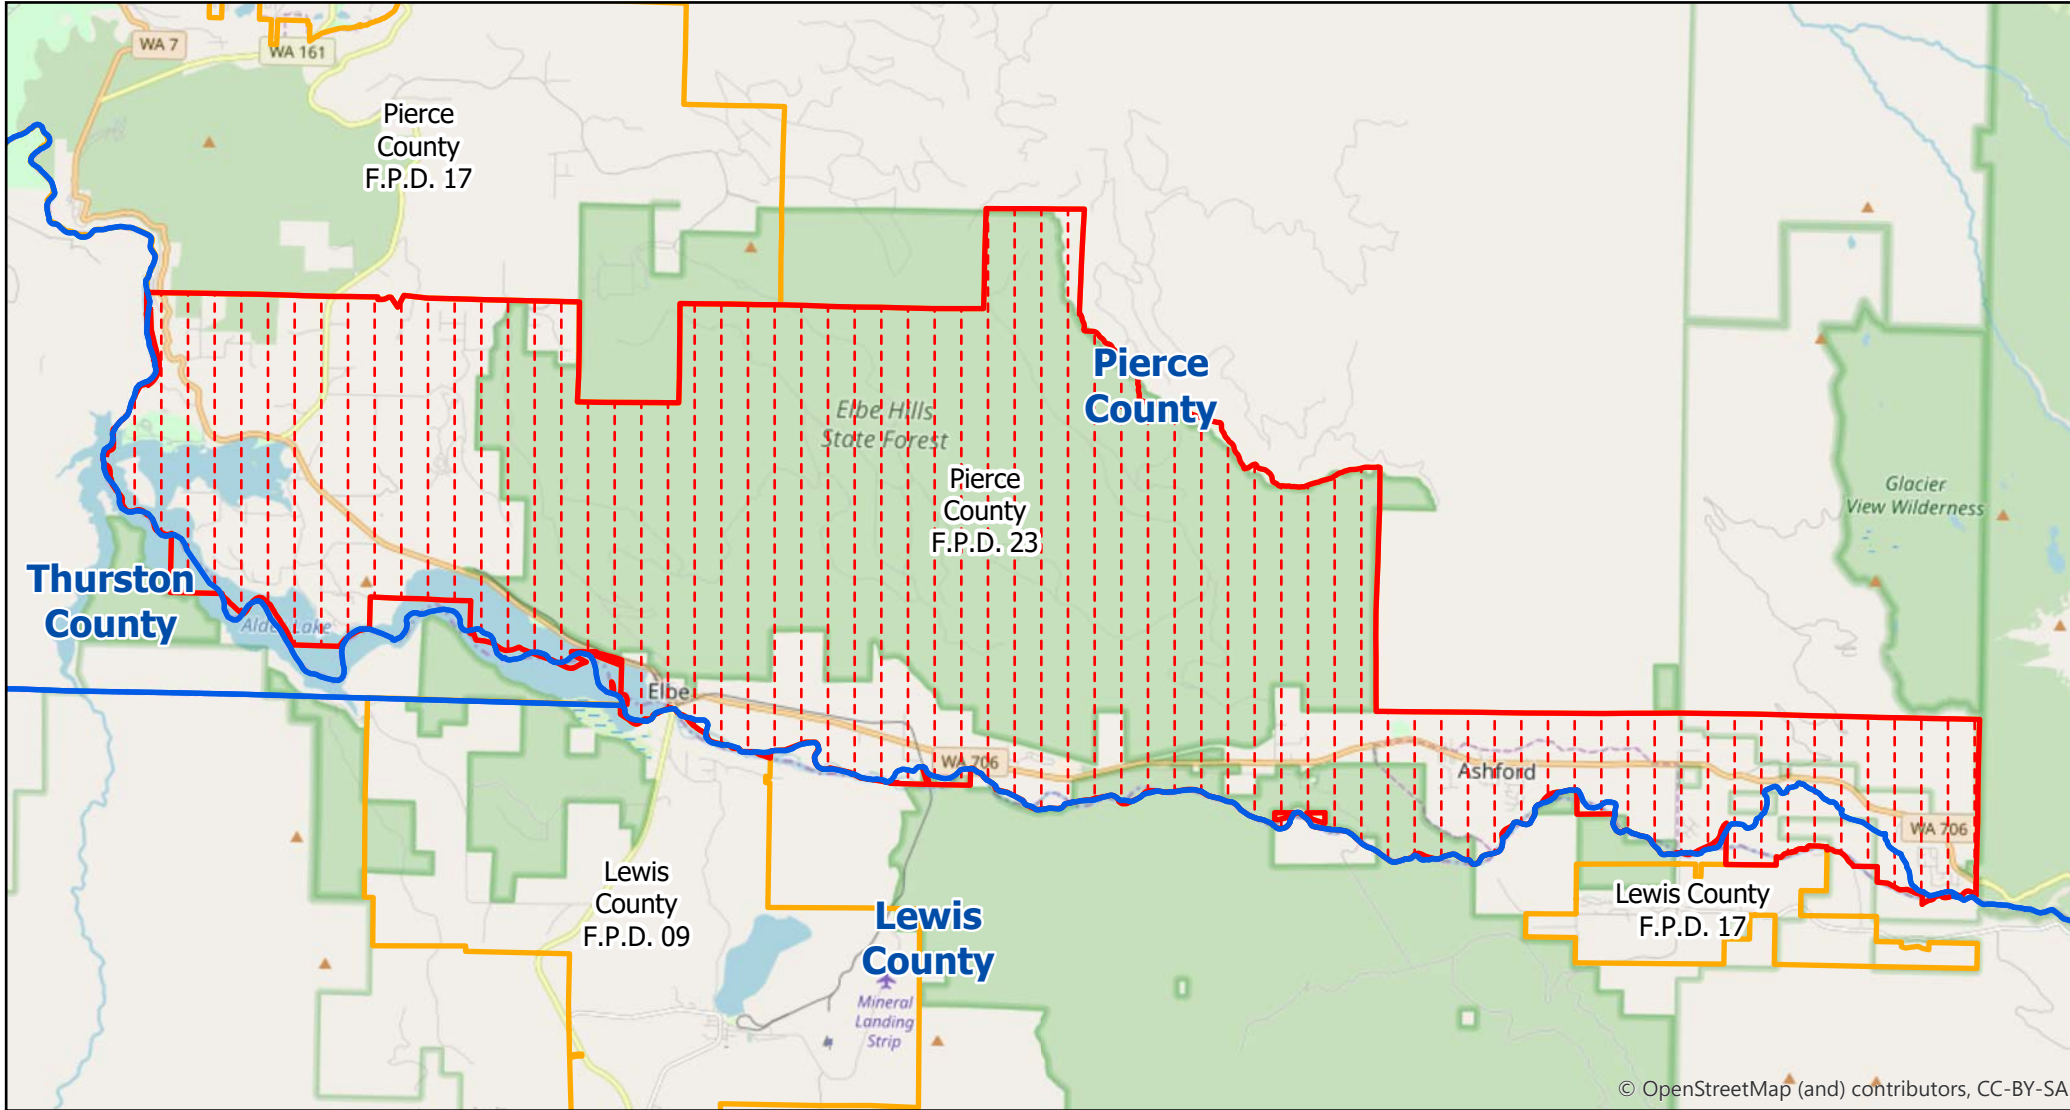 WA 7
WA 161
Pierce
County
F.P.D. 17
Pierce
County
Elbe Hills
State Forest
Pierce
County
F.P.D. 23
Glacier
View Wilderness
Thurston
County
Alder Lake
Elbe
WA 706
Ashford
WA 706
Lewis
County
F.P.D. 09
Lewis County
F.P.D. 17
Lewis
County
Mineral
Landing
Strip
© OpenStreetMap (and) contributors, CC-BY-SA